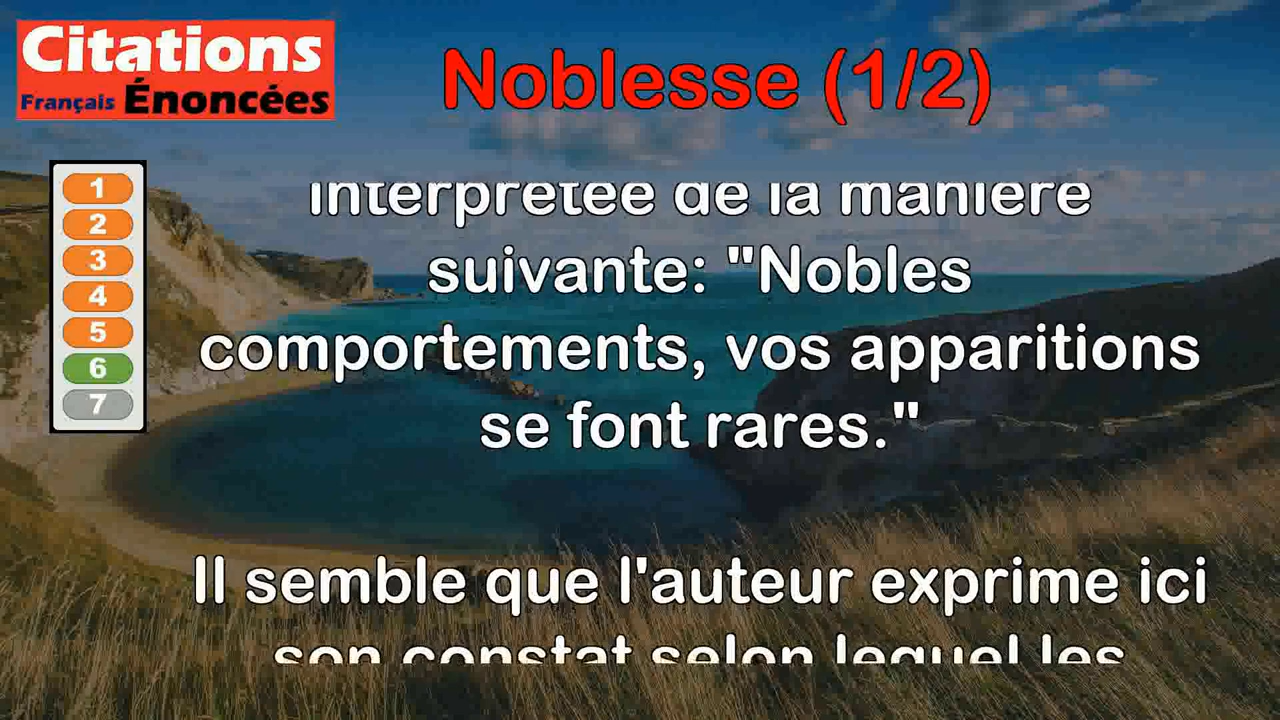 Citations
Français Énoncées
Noblesse (1/2)
1
2
3
4
5
6
7
interprétée de la manière
suivante: "Nobles
comportements, vos apparitions
se font rares."
Il semble que l'auteur exprime ici
son constat selon lequel les